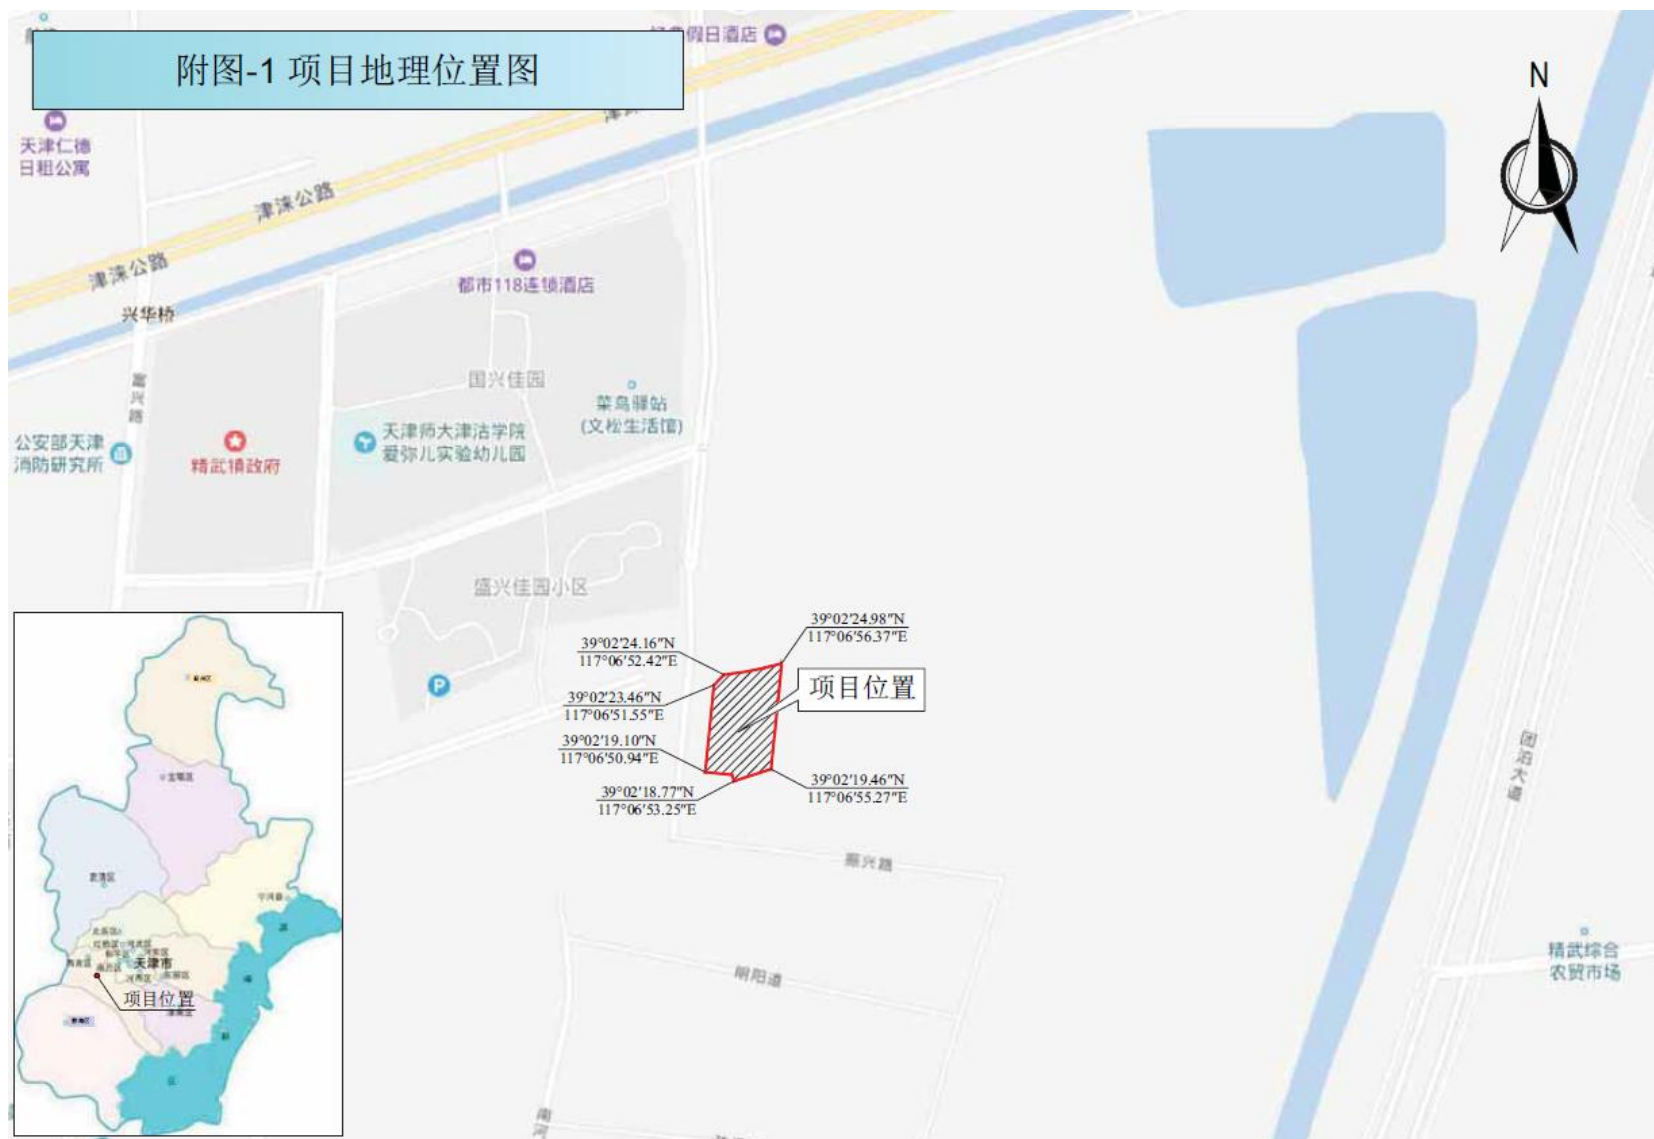 附图-1 项目地理位置图
假日酒店
N
天津仁德
日租公寓
津涞公路
津涞公路
兴华桥
都市118连锁酒店
国兴佳园
菜鸟驿站
(文松生活馆)
天津师大津沽学院
爱弥儿实验幼儿园
精武镇政府
公安部天津
消防研究所
盛兴佳园小区
P
39°02'24.98"N
117°06'56.37"E
39°02'24.16"N
117°06'52.42"E
39°02'23.46"N
117°06'51.55"E
39°02'19.10"N
117°06'50.94"E
39°02'18.77"N
117°06'53.25"E
39°02'19.46"N
117°06'55.27"E
项目位置
团泊大道
振兴路
明阳道
精武综合
农贸市场
宝坻区
武清区
天津市
项目位置